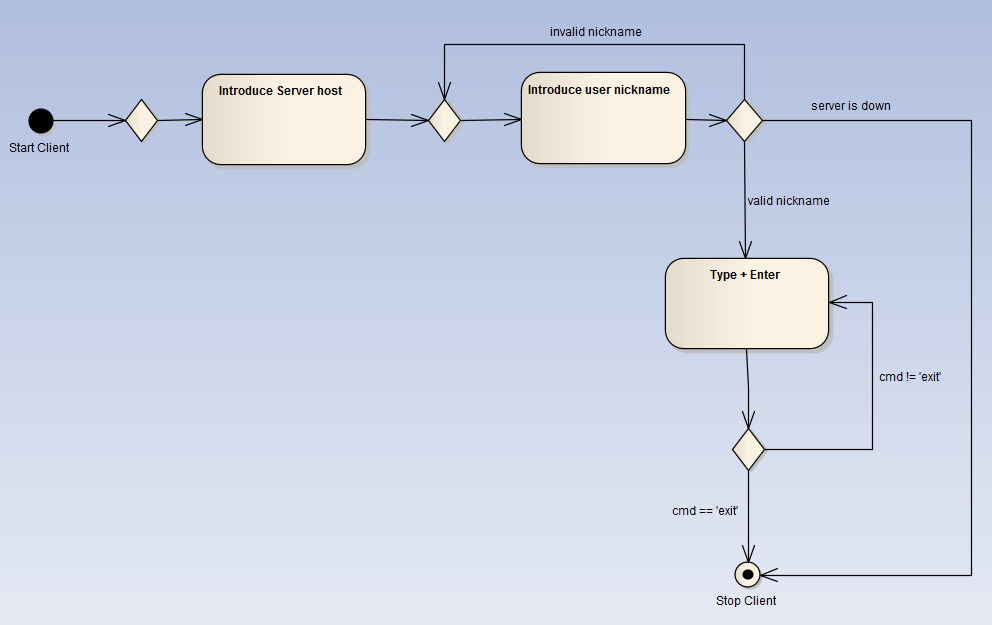 invalid nickname
Introduce Server host
Introduce user nickname
server is down
Start Client
valid nickname
Type + Enter
cmd != 'exit'
cmd == 'exit'
Stop Client